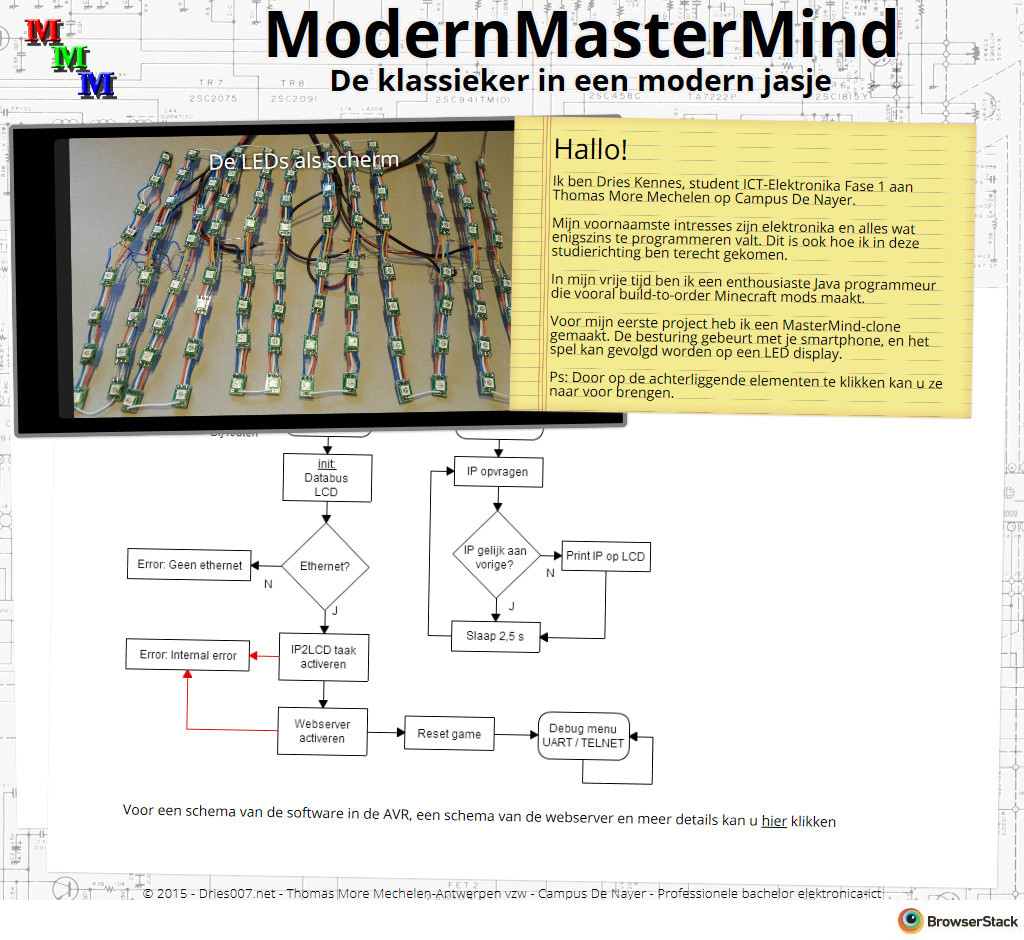 MMM
ModernMasterMind
De klassieker in een modern jasje
TR7
TR8
2SC2075
2SC2091
2SC941TM(O)
2SC458C
TA7222P
2SC1815Y
De LEDs als scherm
Hallo!
Ik ben Dries Kennes, student ICT-Elektronika Fase 1 aan
Thomas More Mechelen op Campus De Nayer.
Mijn voornaamste intresses zijn elektronika en alles wat
enigszins te programmeren valt. Dit is ook hoe ik in deze
studierichting ben terecht gekomen.
In mijn vrije tijd ben ik een enthousiaste Java programmeur
die vooral build-to-order Minecraft mods maakt.
Voor mijn eerste project heb ik een MasterMind-clone
gemaakt. De besturing gebeurt met je smartphone, en het
spel kan gevolgd worden op een LED display.
Ps: Door op de achterliggende elementen te klikken kan u ze
naar voor brengen.
init:
Databus
LCD
IP opvragen
Ethernet?
Error: Geen ethernet
N
J
IP gelijk aan
vorige?
Print IP op LCD
N
J
Slaap 2,5 s
IP2LCD taak
activeren
Error: Internal error
Webserver
activeren
Reset game
Debug menu
UART / TELNET
Voor een schema van de software in de AVR, een schema van de webserver en meer details kan u hier klikken
© 2015 - Dries007.net - Thomas More Mechelen-Antwerpen vzw - Campus De Nayer - Professionele bachelor elektronica-ict
BrowserStack